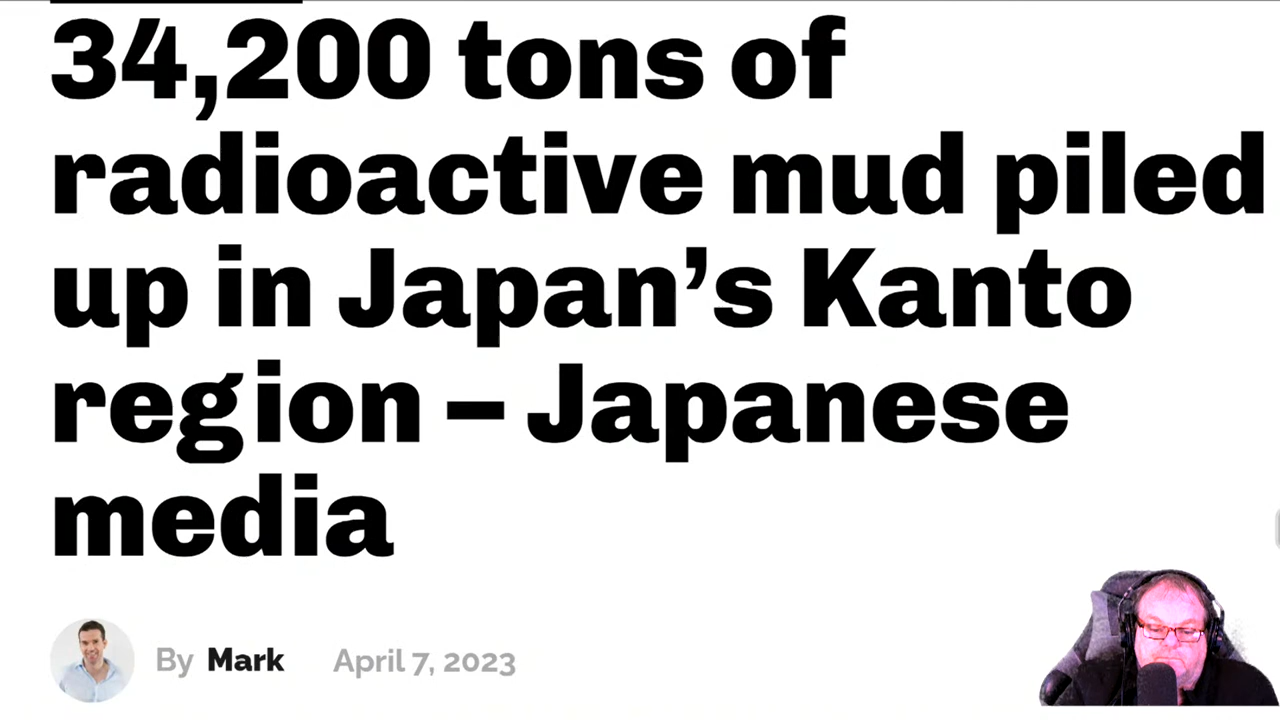 34,200 tons of
radioactive mud piled
up in Japan’s Kanto
region – Japanese
media
By Mark April 7, 2023